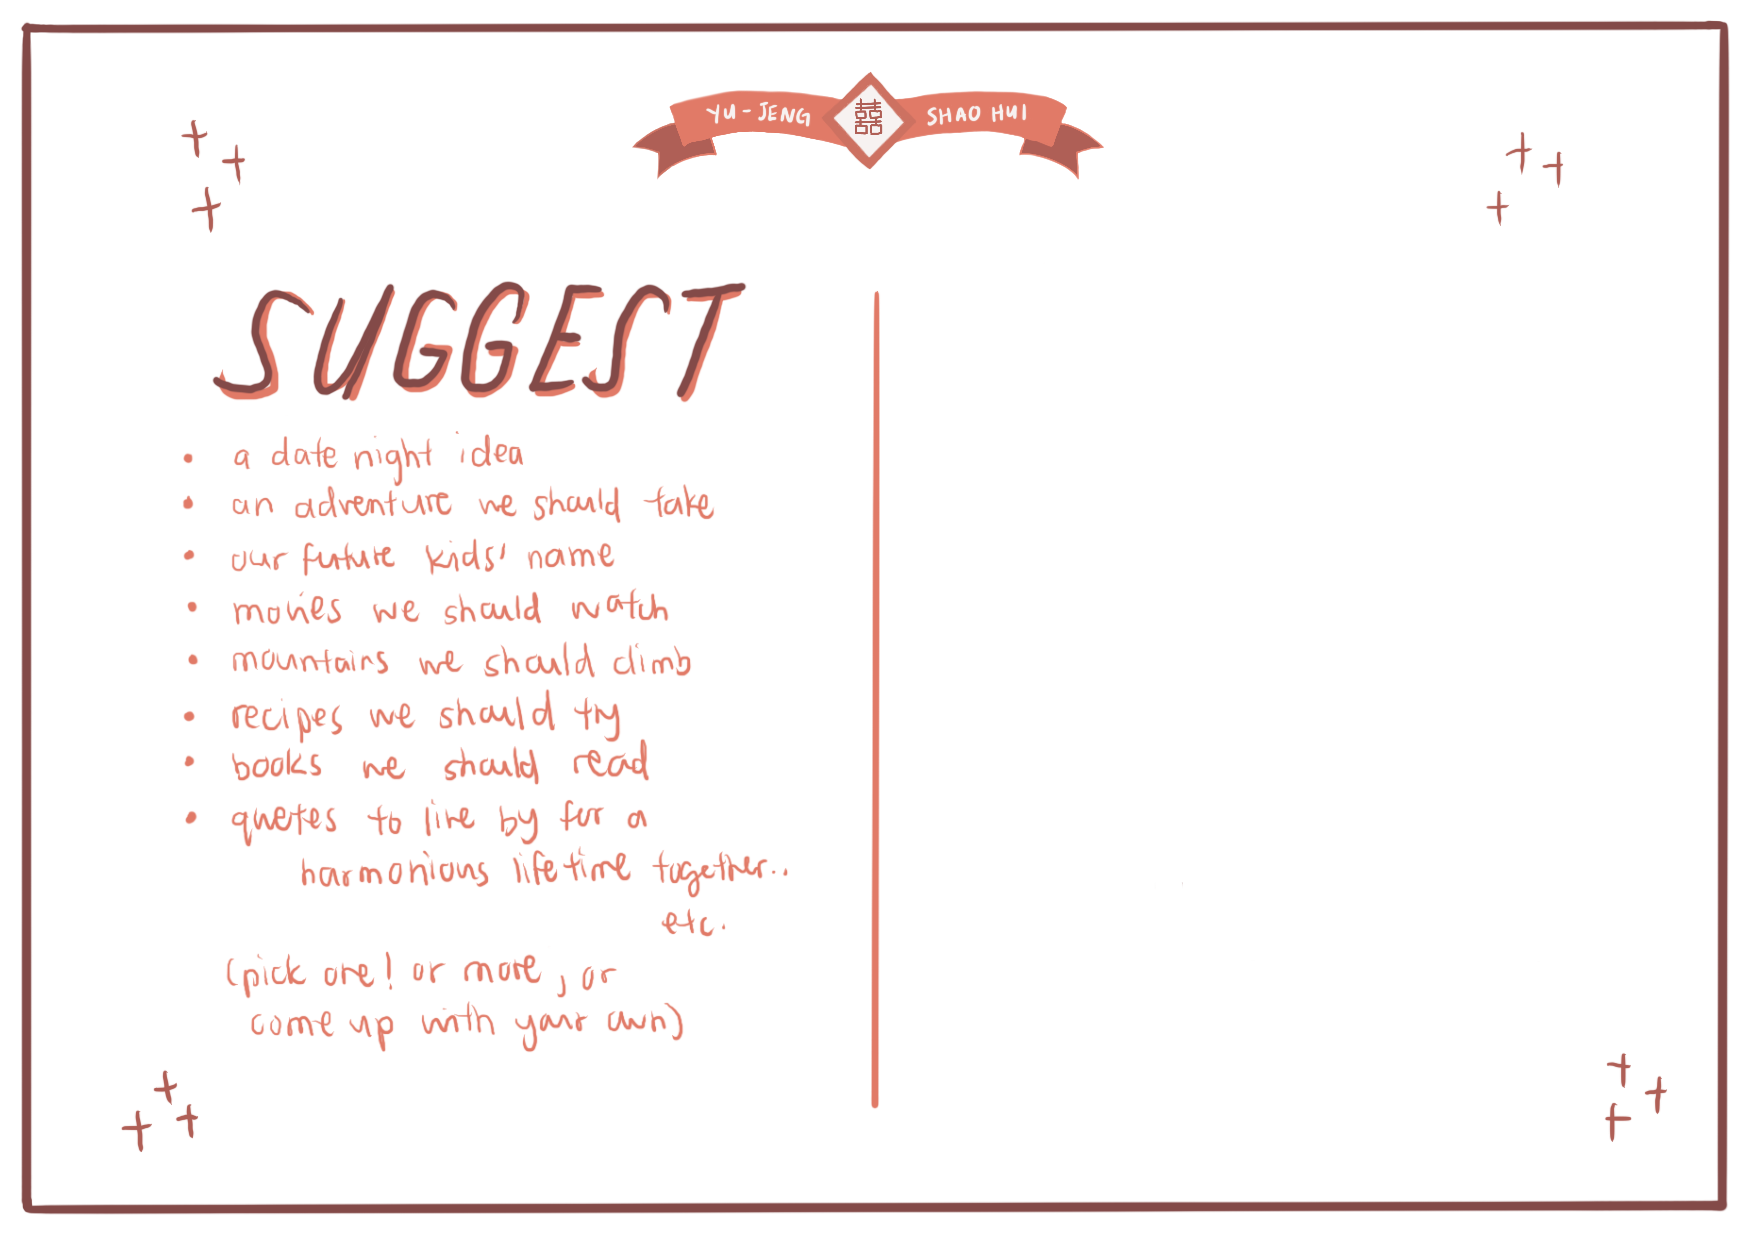 YU-JENG 囍 SHAO HUI
SUGGEST
• a date night idea
• an adventure we should take
• our future kids' name
• movies we should watch
• mountains we should climb
• recipes we should try
• books we should read
• quotes to live by for a
harmonious lifetime together..
etc.
(pick one! or more, or
come up with your own)